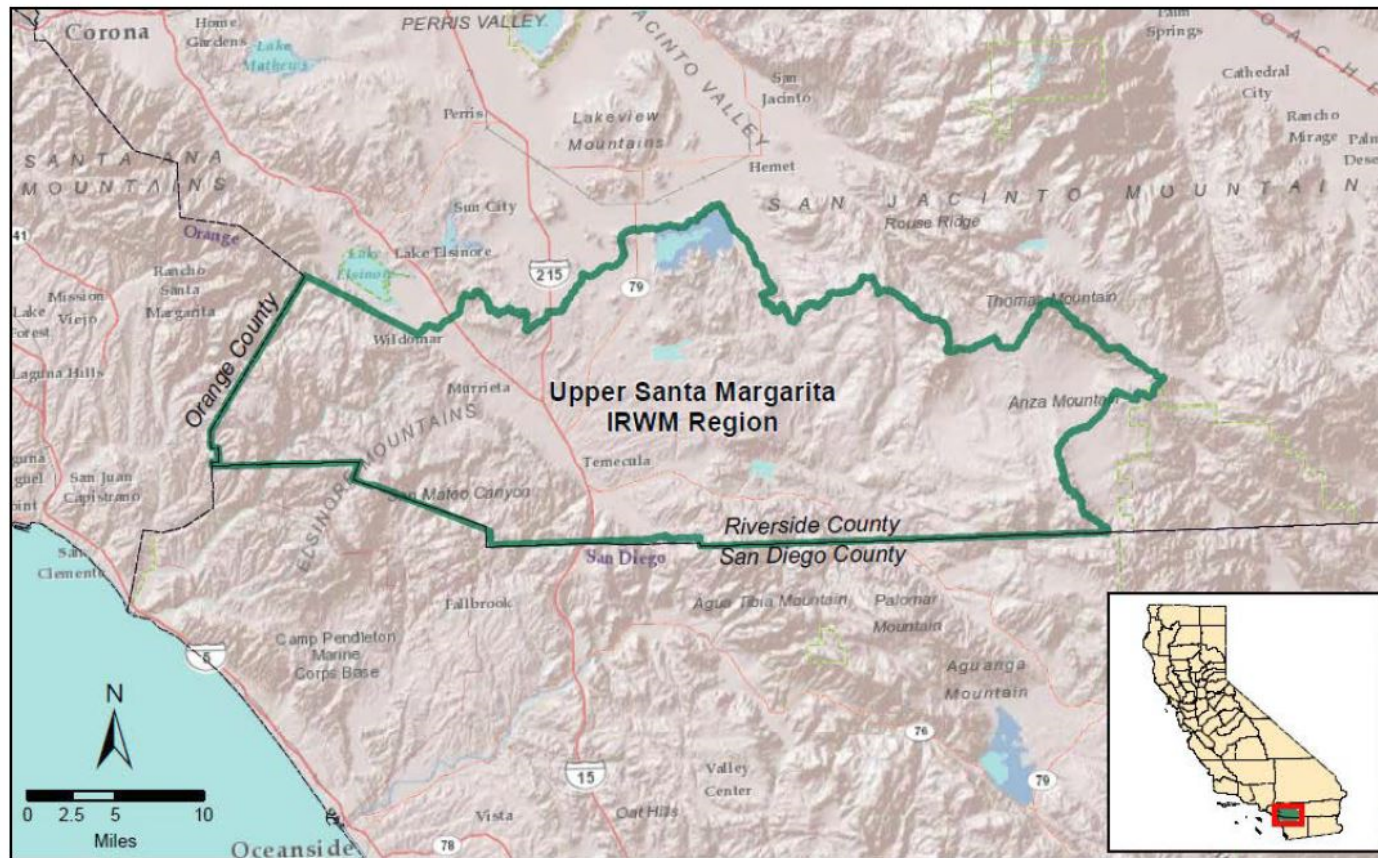 Corona
Home
Gardens
Lake
Mathews
PERRIS VALLEY
JACINTO VALLEY
Palm
Springs
San
Jacinto
Cathedral
City
Rancho
Mirage
Perris
Lakeview
Mountains
Hemet
SANTA ANA
MOUNTAINS
SAN JACINTO MOUNTAIN
Rouse Ridge
Sun City
Orange
41
Lake
Elsinore
Lake Elsinore
215
79
Rancho
Santa
Margarita
Mission
Viejo
Lake
Forest
Laguna Hills
Orange County
Thomas Mountain
Wildomar
Murrieta
Upper Santa Margarita
IRWM Region
Anza Mountain
ELSINORE MOUNTAINS
Temecula
San Juan
Capistrano
San Mateo Canyon
Riverside County
San Diego County
San Diego
San
Clemente
Fallbrook
Agua Tibia Mountain
Palomar
Mountain
Camp Pendleton
Marine
Corps Base
5
Aguanga
Mountain
N
76
79
15
Valley
Center
0 2.5 5 10
Miles
Vista
Oat Hills
78
Oceanside